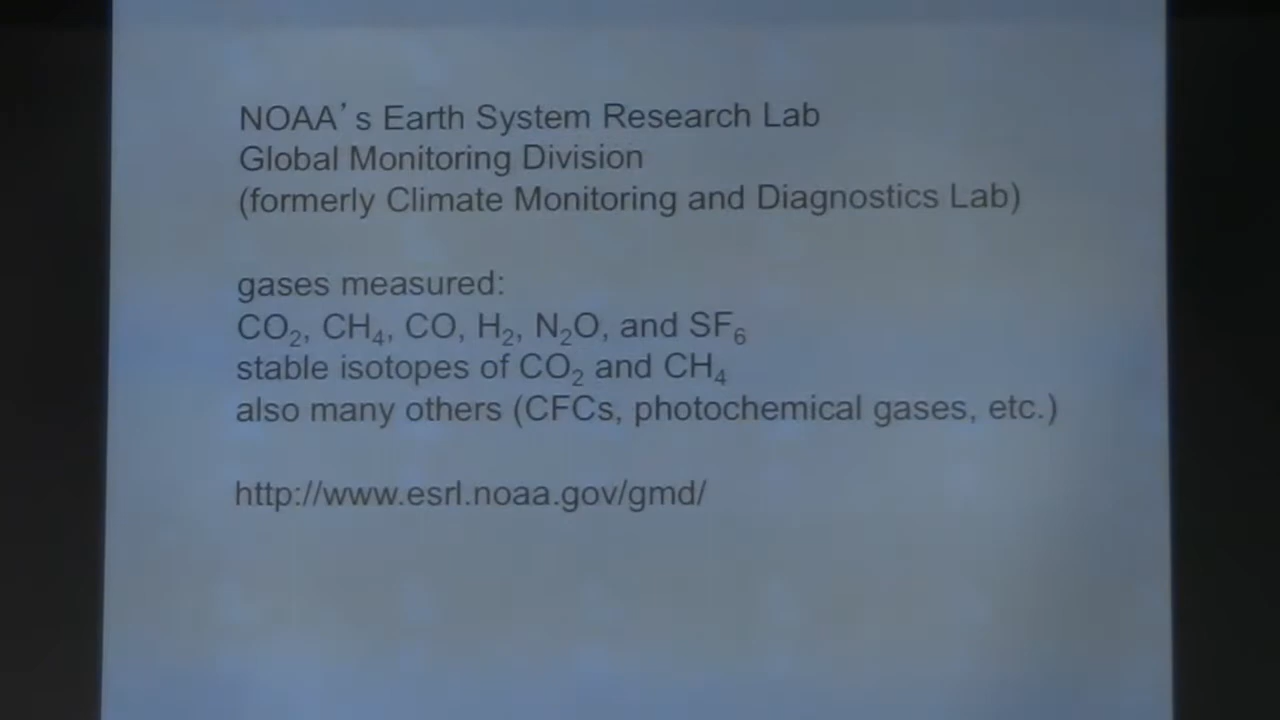 NOAA’s Earth System Research Lab
Global Monitoring Division
(formerly Climate Monitoring and Diagnostics Lab)
gases measured:
CO₂, CH₄, CO, H₂, N₂O, and SF₆
stable isotopes of CO₂ and CH₄
also many others (CFCs, photochemical gases, etc.)
http://www.esrl.noaa.gov/gmd/